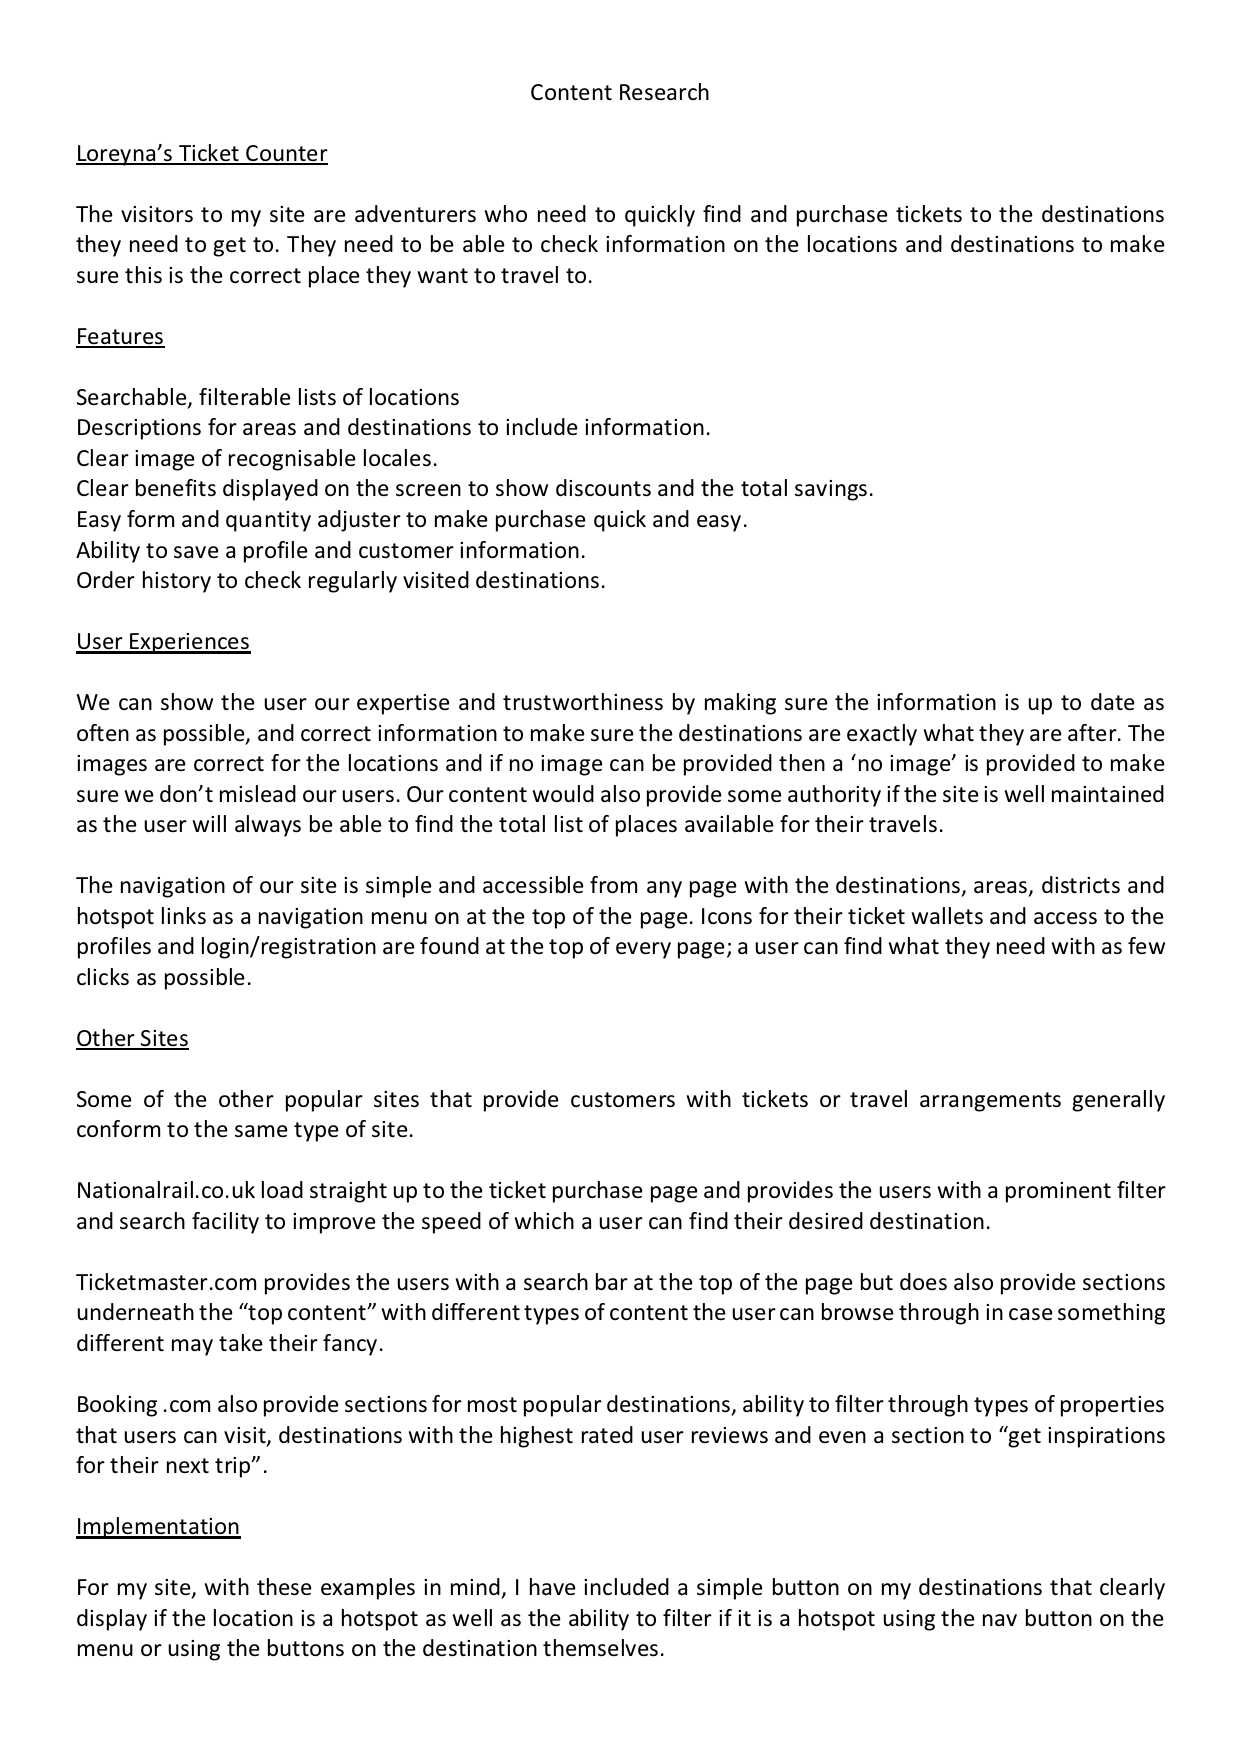 Content Research
Loreyna’s Ticket Counter
The visitors to my site are adventurers who need to quickly find and purchase tickets to the destinations
they need to get to. They need to be able to check information on the locations and destinations to make
sure this is the correct place they want to travel to.
Features
Searchable, filterable lists of locations
Descriptions for areas and destinations to include information.
Clear image of recognisable locales.
Clear benefits displayed on the screen to show discounts and the total savings.
Easy form and quantity adjuster to make purchase quick and easy.
Ability to save a profile and customer information.
Order history to check regularly visited destinations.
User Experiences
We can show the user our expertise and trustworthiness by making sure the information is up to date as
often as possible, and correct information to make sure the destinations are exactly what they are after. The
images are correct for the locations and if no image can be provided then a ‘no image’ is provided to make
sure we don’t mislead our users. Our content would also provide some authority if the site is well maintained
as the user will always be able to find the total list of places available for their travels.
The navigation of our site is simple and accessible from any page with the destinations, areas, districts and
hotspot links as a navigation menu on at the top of the page. Icons for their ticket wallets and access to the
profiles and login/registration are found at the top of every page; a user can find what they need with as few
clicks as possible.
Other Sites
Some of the other popular sites that provide customers with tickets or travel arrangements generally
conform to the same type of site.
Nationalrail.co.uk load straight up to the ticket purchase page and provides the users with a prominent filter
and search facility to improve the speed of which a user can find their desired destination.
Ticketmaster.com provides the users with a search bar at the top of the page but does also provide sections
underneath the “top content” with different types of content the user can browse through in case something
different may take their fancy.
Booking .com also provide sections for most popular destinations, ability to filter through types of properties
that users can visit, destinations with the highest rated user reviews and even a section to “get inspirations
for their next trip”.
Implementation
For my site, with these examples in mind, I have included a simple button on my destinations that clearly
display if the location is a hotspot as well as the ability to filter if it is a hotspot using the nav button on the
menu or using the buttons on the destination themselves.